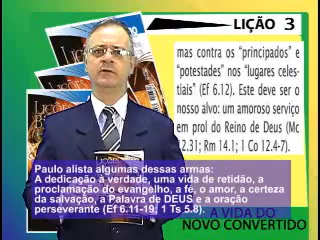 LIÇÃO 3
mas contra os "principados" e
"potestades" nos "lugares celes-
tiais" (Ef 6.12). Este deve ser o
nosso alvo: um amoroso serviço
em prol do Reino de Deus (Mc
12.31; Rm 14.1; 1 Co 12.4-7).
Paulo alista algumas dessas armas:
A dedicação à verdade, uma vida de retidão, a
proclamação do evangelho, a fé, o amor, a certeza
da salvação, a Palavra de DEUS e a oração
perseverante (Ef 6.11-19, 1 Ts 5.8).
A VIDA DO
NOVO CONVERTIDO